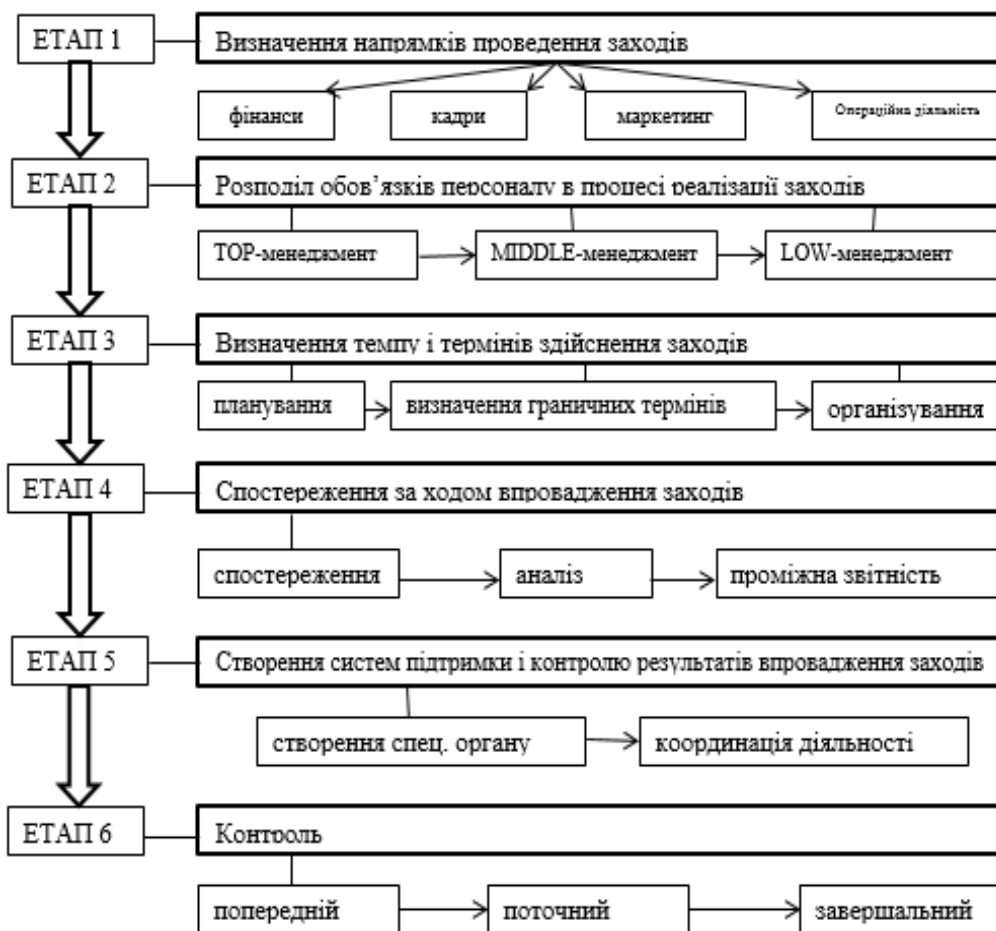 ЕТАП 1
Визначення напрямків проведення заходів
фінанси
кадри
маркетинг
Операційна діяльність
ЕТАП 2
Розподіл обов’язків персоналу в процесі реалізації заходів
TOP-менеджмент
MIDDLE-менеджмент
LOW-менеджмент
ЕТАП 3
Визначення темпу і термінів здійснення заходів
планування
визначення граничних термінів
організування
ЕТАП 4
Спостереження за ходом впровадження заходів
спостереження
аналіз
проміжна звітність
ЕТАП 5
Створення систем підтримки і контролю результатів впровадження заходів
створення спец. органу
координація діяльності
ЕТАП 6
Контроль
попередній
поточний
завершальний